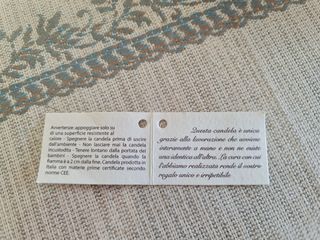 Avvertenze: appoggiare solo su
di una superficie resistente al
calore - Spegnere la candela prima di uscire
dall'ambiente - Non lasciare mai la candela
incustodita - Tenere lontano dalla portata dei
bambini - Spegnere la candela quando la
fiamma è a 2 cm dalla fine. Candela prodotta in
Italia con materie prime certificate secondo
norme CEE.
Questa candela è unica
grazie alla lavorazione che avviene
interamente a mano e non ne esiste
una identica all'altra. La cura con cui
l'abbiamo realizzata rende il vostro
regalo unico e irripetibile.